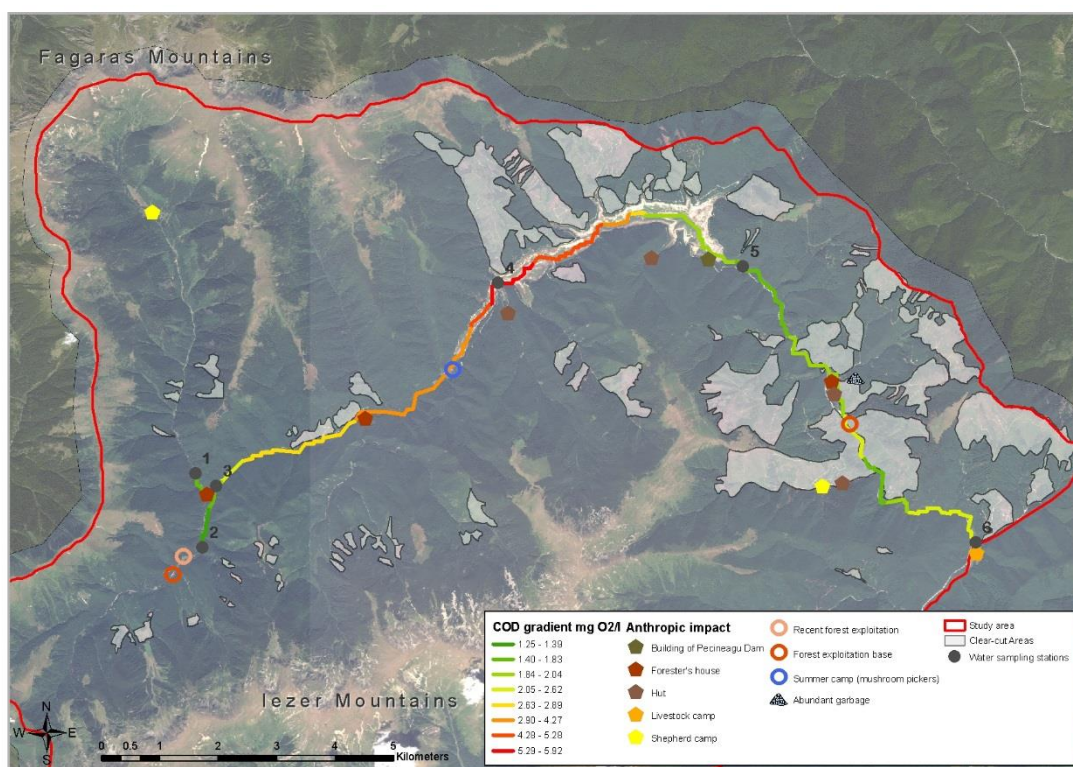 Fagaras Mountains
4
5
1
3
2
6
Iezer Mountains
N
W E
S
0 0.5 1 2 3 4 5
Kilometers
COD gradient mg O2/l
1.25 - 1.39
1.40 - 1.83
1.84 - 2.04
2.05 - 2.62
2.63 - 2.89
2.90 - 4.27
4.28 - 5.28
5.29 - 5.92
Anthropic impact
Building of Pecineagu Dam
Forester's house
Hut
Livestock camp
Shepherd camp
Recent forest exploitation
Forest exploitation base
Summer camp (mushroom pickers)
Abundant garbage
Study area
Clear-cut Areas
Water sampling stations